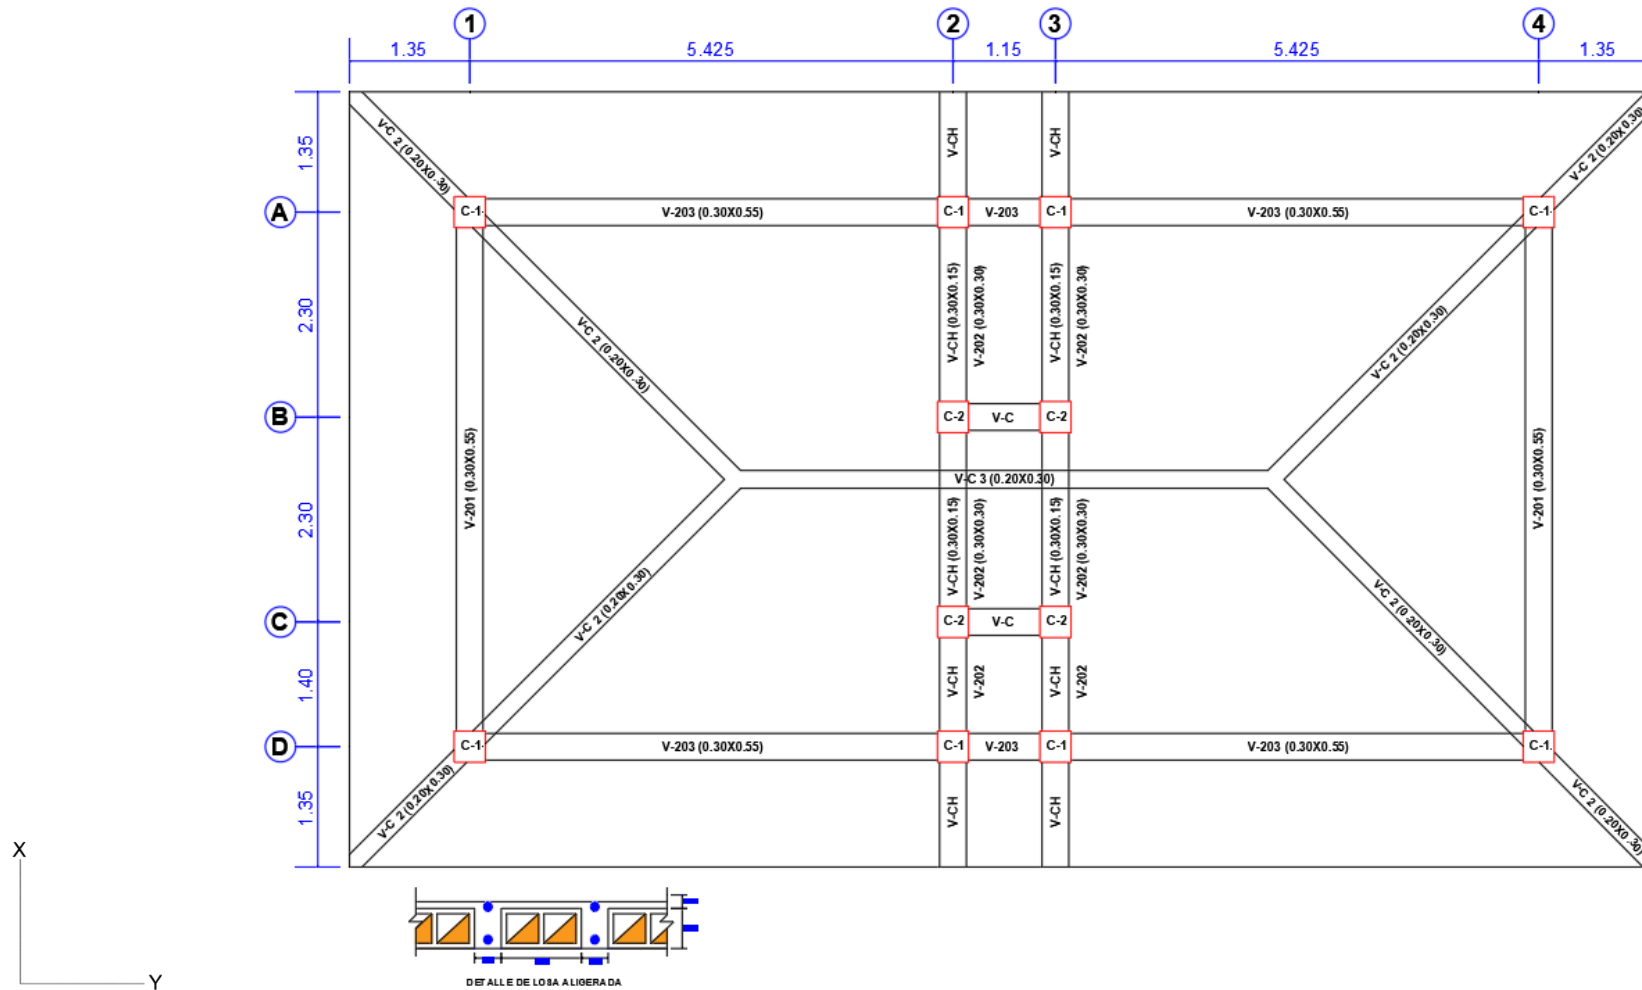 1 2 3 4
1.35 5.425 1.15 5.425 1.35
1.35
V-C 2 (0.20X0.30)
V-CH
V-CH
V-C 2 (0.20X0.30)
A
C-1
V-203 (0.30X0.55)
C-1
V-203
C-1
V-203 (0.30X0.55)
C-1
2.30
V-C 2 (0.20X0.30)
V-CH (0.30X0.15)
V-202 (0.30X0.30)
V-CH (0.30X0.15)
V-202 (0.30X0.30)
V-C 2 (0.20X0.30)
B
C-2
V-C
C-2
V-201 (0.30X0.55)
V-C 3 (0.20X0.30)
V-201 (0.30X0.55)
2.30
V-C 2 (0.20X0.30)
V-CH (0.30X0.15)
V-202 (0.30X0.30)
V-CH (0.30X0.15)
V-202 (0.30X0.30)
V-C 2 (0.20X0.30)
C
C-2
V-C
C-2
1.40
V-CH
V-202
V-CH
V-202
D
C-1
V-203 (0.30X0.55)
C-1
V-203
C-1
V-203 (0.30X0.55)
C-1
1.35
V-C 2 (0.20X0.30)
V-CH
V-CH
V-C 2 (0.20X0.30)
X
Y
DETALLE DE LOSA ALIGERADA